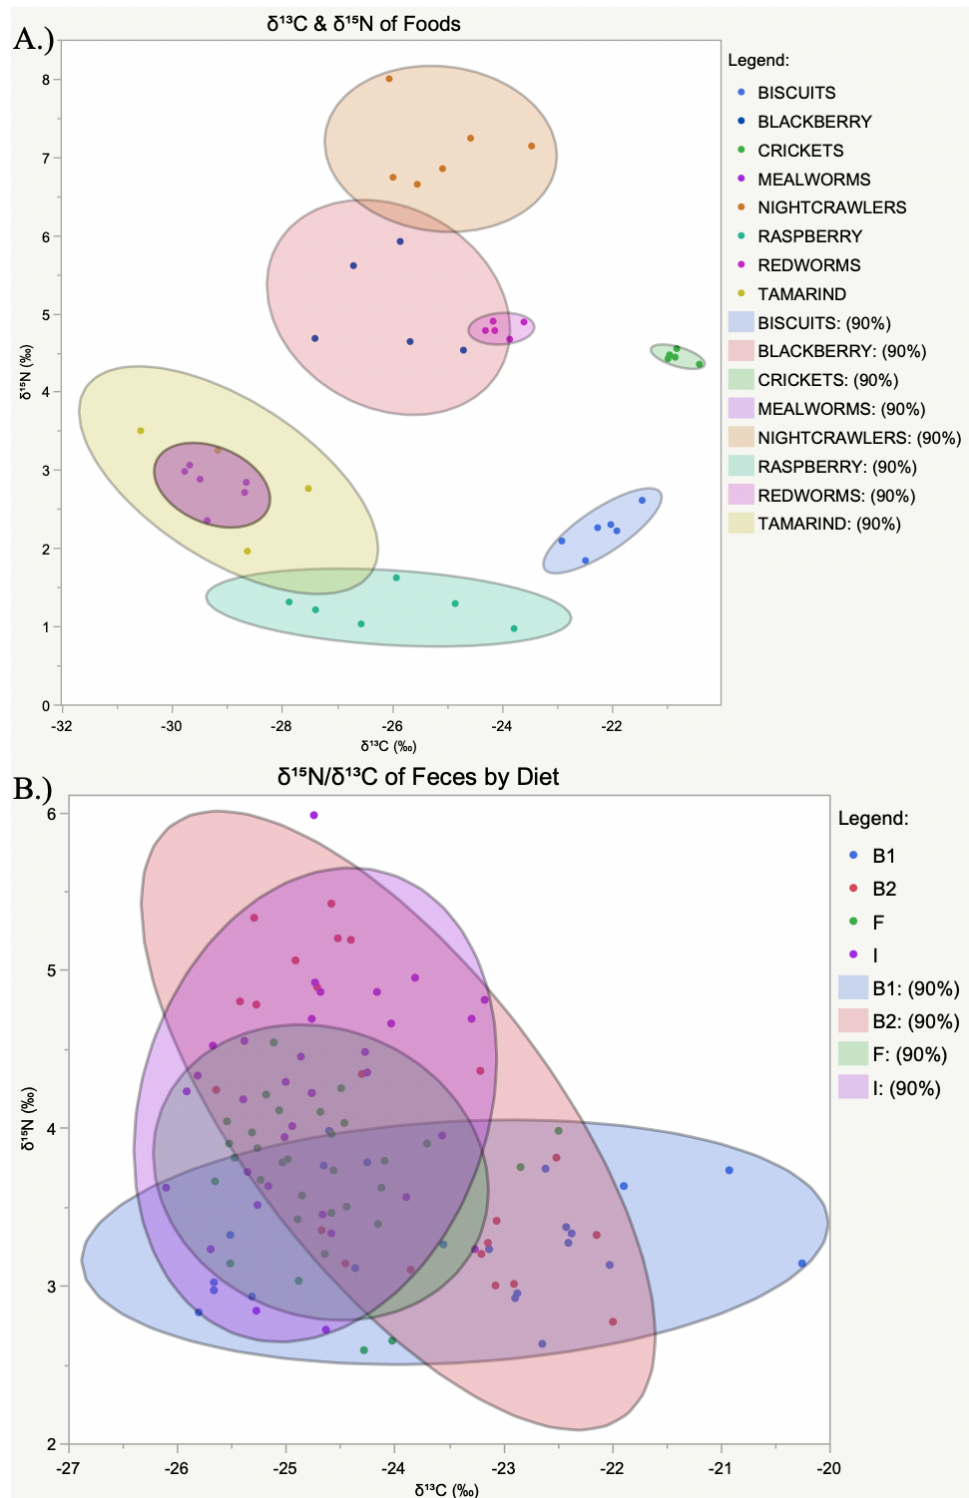 A.)
δ¹³C & δ¹⁵N of Foods
8
7
6
5
4
3
2
1
0
δ¹⁵N (‰)
-32
-30
-28
-26
-24
-22
δ¹³C (‰)
Legend:
BISCUITS
BLACKBERRY
CRICKETS
MEALWORMS
NIGHTCRAWLERS
RASPBERRY
REDWORMS
TAMARIND
BISCUITS: (90%)
BLACKBERRY: (90%)
CRICKETS: (90%)
MEALWORMS: (90%)
NIGHTCRAWLERS: (90%)
RASPBERRY: (90%)
REDWORMS: (90%)
TAMARIND: (90%)
B.)
δ¹⁵N/δ¹³C of Feces by Diet
6
5
4
3
2
δ¹⁵N (‰)
-27
-26
-25
-24
-23
-22
-21
-20
δ¹³C (‰)
Legend:
B1
B2
F
I
B1: (90%)
B2: (90%)
F: (90%)
I: (90%)